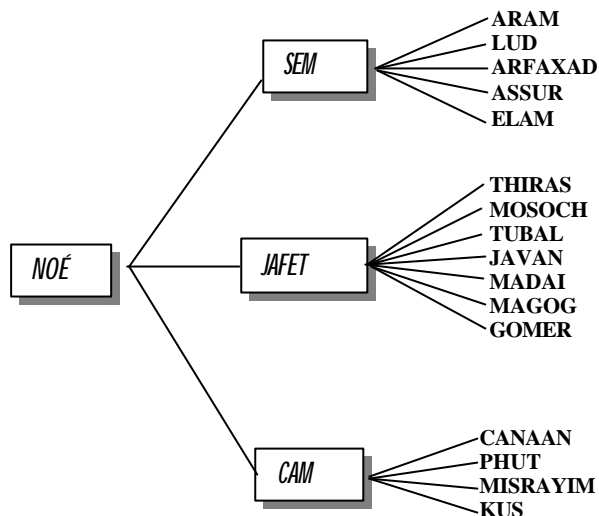 NOÉ
SEM
ARAM
LUD
ARFAXAD
ASSUR
ELAM
JAFET
THIRAS
MOSOCH
TUBAL
JAVAN
MADAI
MAGOG
GOMER
CAM
CANAAN
PHUT
MISRAYIM
KUS